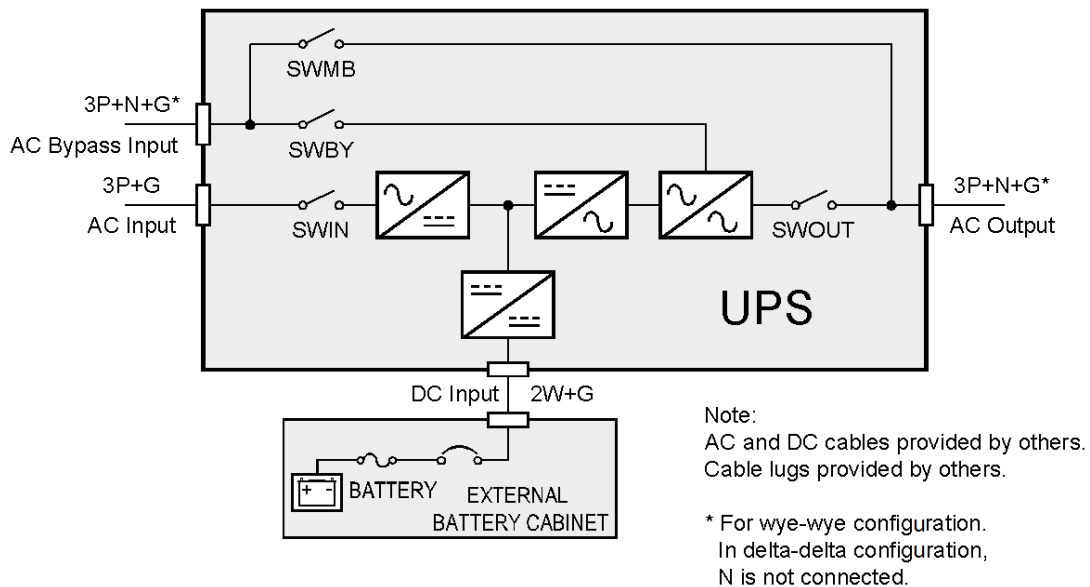 SWMB
3P+N+G*
AC Bypass Input
SWBY
3P+G
AC Input
SWIN
SWOUT
3P+N+G*
AC Output
UPS
DC Input
2W+G
BATTERY
EXTERNAL
BATTERY CABINET
Note:
AC and DC cables provided by others.
Cable lugs provided by others.
* For wye-wye configuration.
In delta-delta configuration,
N is not connected.